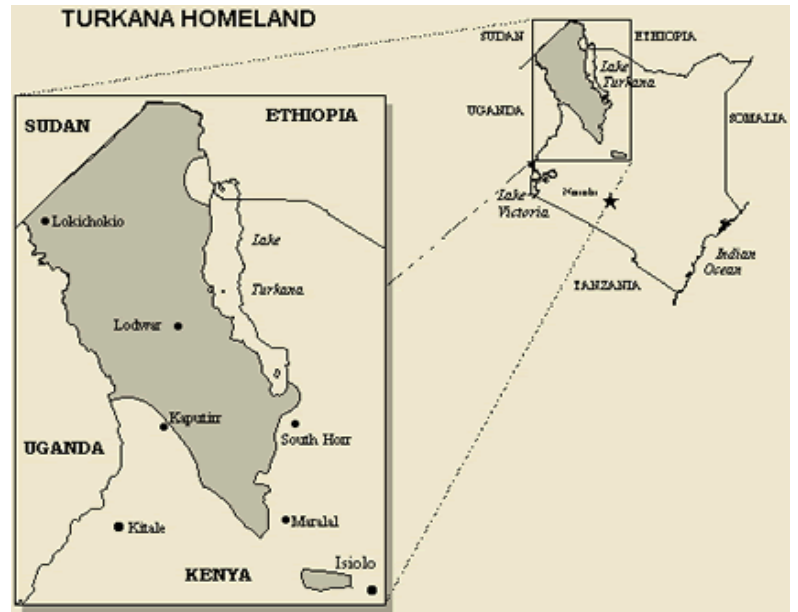 TURKANA HOMELAND
SUDAN
ETHIOPIA
Lake
Turkana
UGANDA
SOMALIA
Nairobi
Lake
Victoria
Indian
Ocean
TANZANIA
SUDAN
ETHIOPIA
Lokichokio
Lake
Turkana
Lodwar
Kaputirr
South Horr
UGANDA
Maralal
Kitale
Isiolo
KENYA